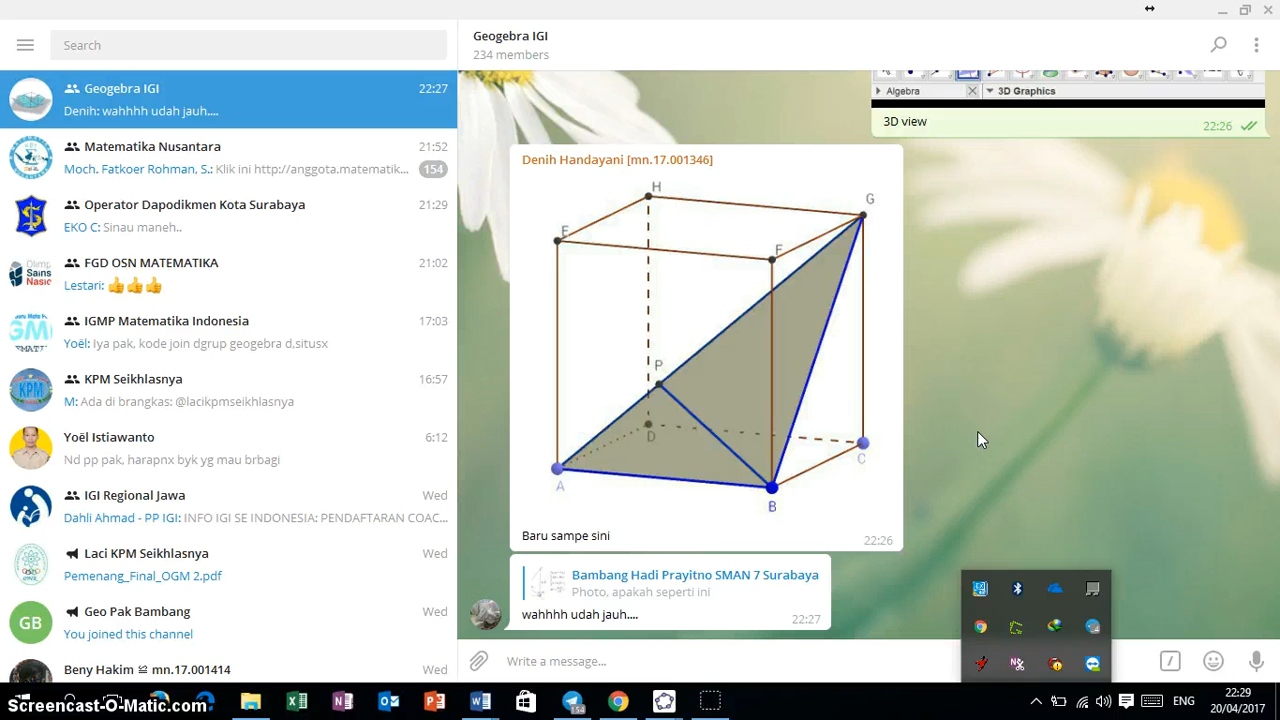 Search
Geogebra IGI
234 members
Geogebra IGI 22:27
Denih: wahhhh udah jauh,...
Matematika Nusantara 21:52
Moch. Fatkoer Rohman, S.: Klik ini http://anggota.matematik... 154
Operator Dapodikmen Kota Surabaya 21:29
EKO C: Sinau maneh..
FGD OSN MATEMATIKA 21:02
Lestari: 👍👍👍
IGMP Matematika Indonesia 17:03
Yoël: Iya pak, kode join dgrup geogebra d,situsx
KPM Seikhlasnya 16:57
M: Ada di brangkas: @lacikpmseikhlasnya
Yoël Istiawanto 6:12
Nd pp pak, harapnx byk yg mau brbagi
IGI Regional Jawa Wed
Dahli Ahmad - PP IGI: INFO IGI SE INDONESIA: PENDAFTARAN COAC...
Laci KPM Seikhlasnya Wed
Pemenang_Final_OGM 2.pdf
GB
Geo Pak Bambang Wed
You joined this channel
Beny Hakim ≌ mn.17.001414 Wed
Algebra
3D Graphics
3D view
22:26
Denih Handayani [mn.17.001346]
H
G
E
F
P
D
C
A
B
Baru sampe sini
22:26
Bambang Hadi Prayitno SMAN 7 Surabaya
Photo, apakah seperti ini
wahhhh udah jauh,...
22:27
Write a message...
Screencast-O-Matic.com
154
ENG
22:29
20/04/2017